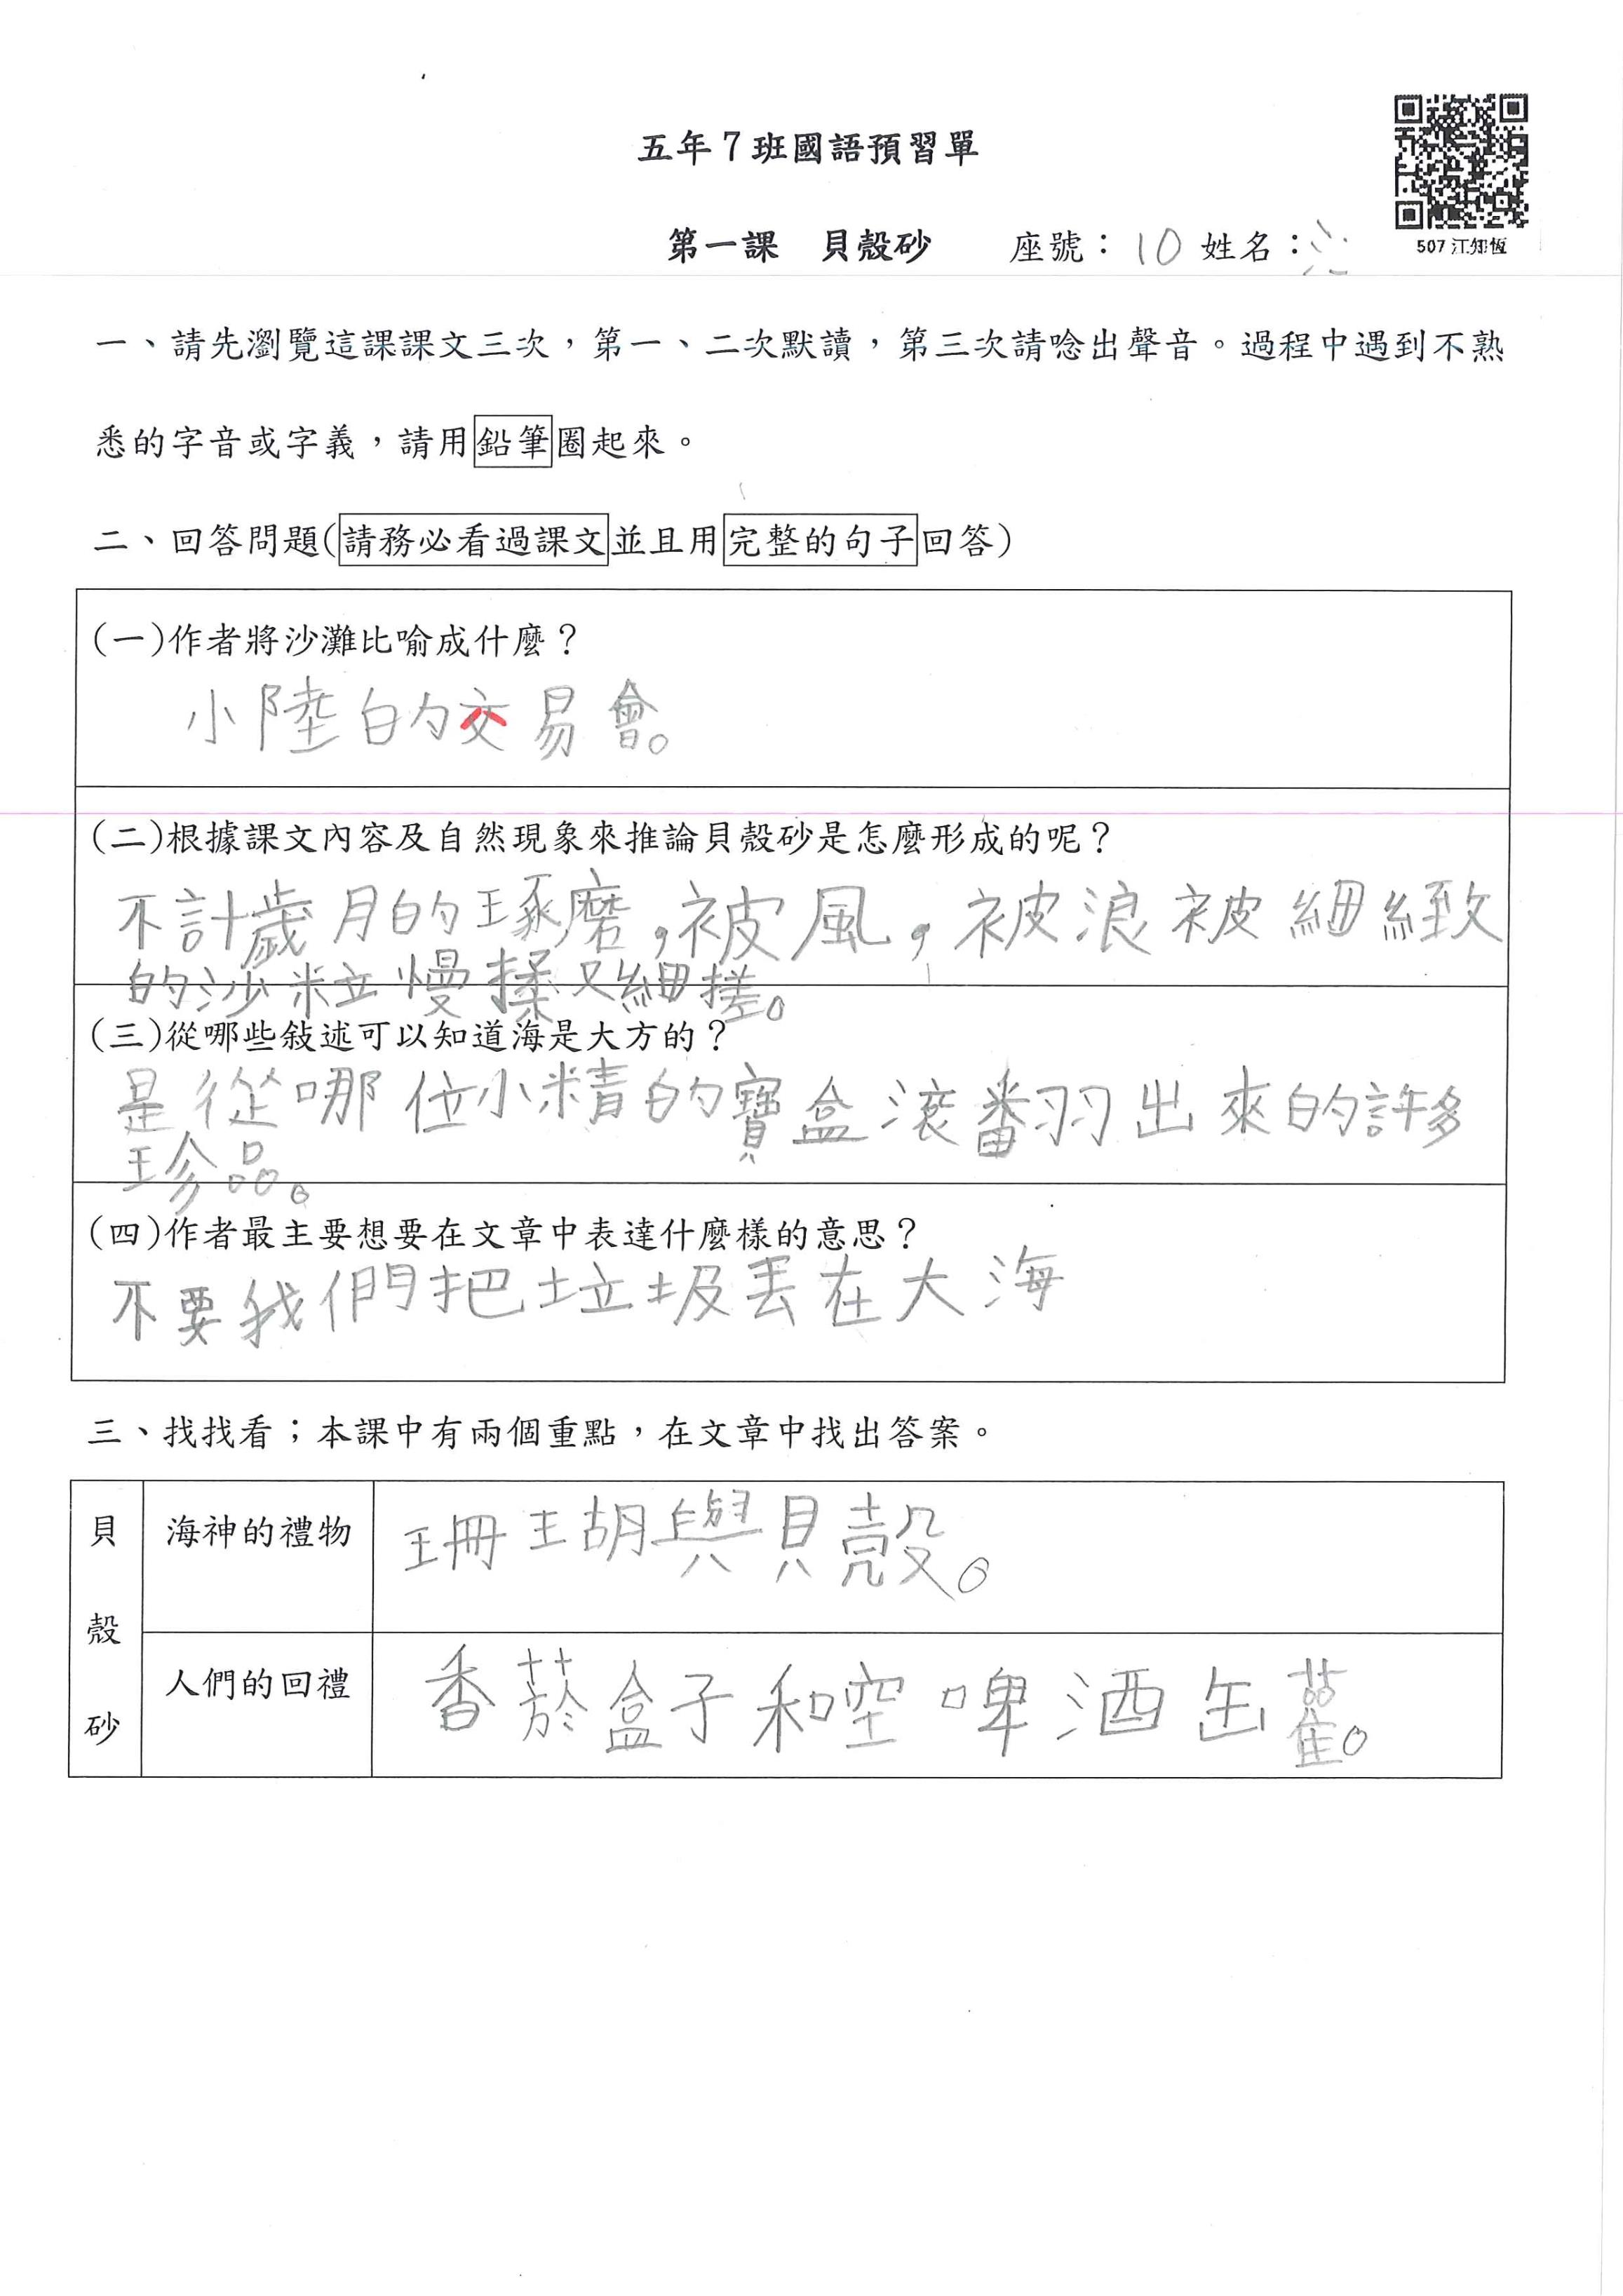 五年7班國語預習單
507 江知恆
第一課 貝殼砂 座號：10 姓名：
一、請先瀏覽這課課文三次，第一、二次默讀，第三次請唸出聲音。過程中遇到不熟
悉的字音或字義，請用鉛筆圈起來。
二、回答問題(請務必看過課文並且用完整的句子回答)
(一)作者將沙灘比喻成什麼？
小陸的交易會。
(二)根據課文內容及自然現象來推論貝殼砂是怎麼形成的呢？
不計歲月的琢磨，被風，被浪被細緻
的沙粒慢揉又細搓。
(三)從哪些敍述可以知道海是大方的？
是從哪位小精的寶盒滾翻出來的許多
珍品。
(四)作者最主要想要在文章中表達什麼樣的意思？
不要我們把垃圾丟在大海
三、找找看；本課中有兩個重點，在文章中找出答案。
貝殼砂
海神的禮物 珊瑚與貝殼。
人們的回禮 香菸盒子和空啤酒缶雚。